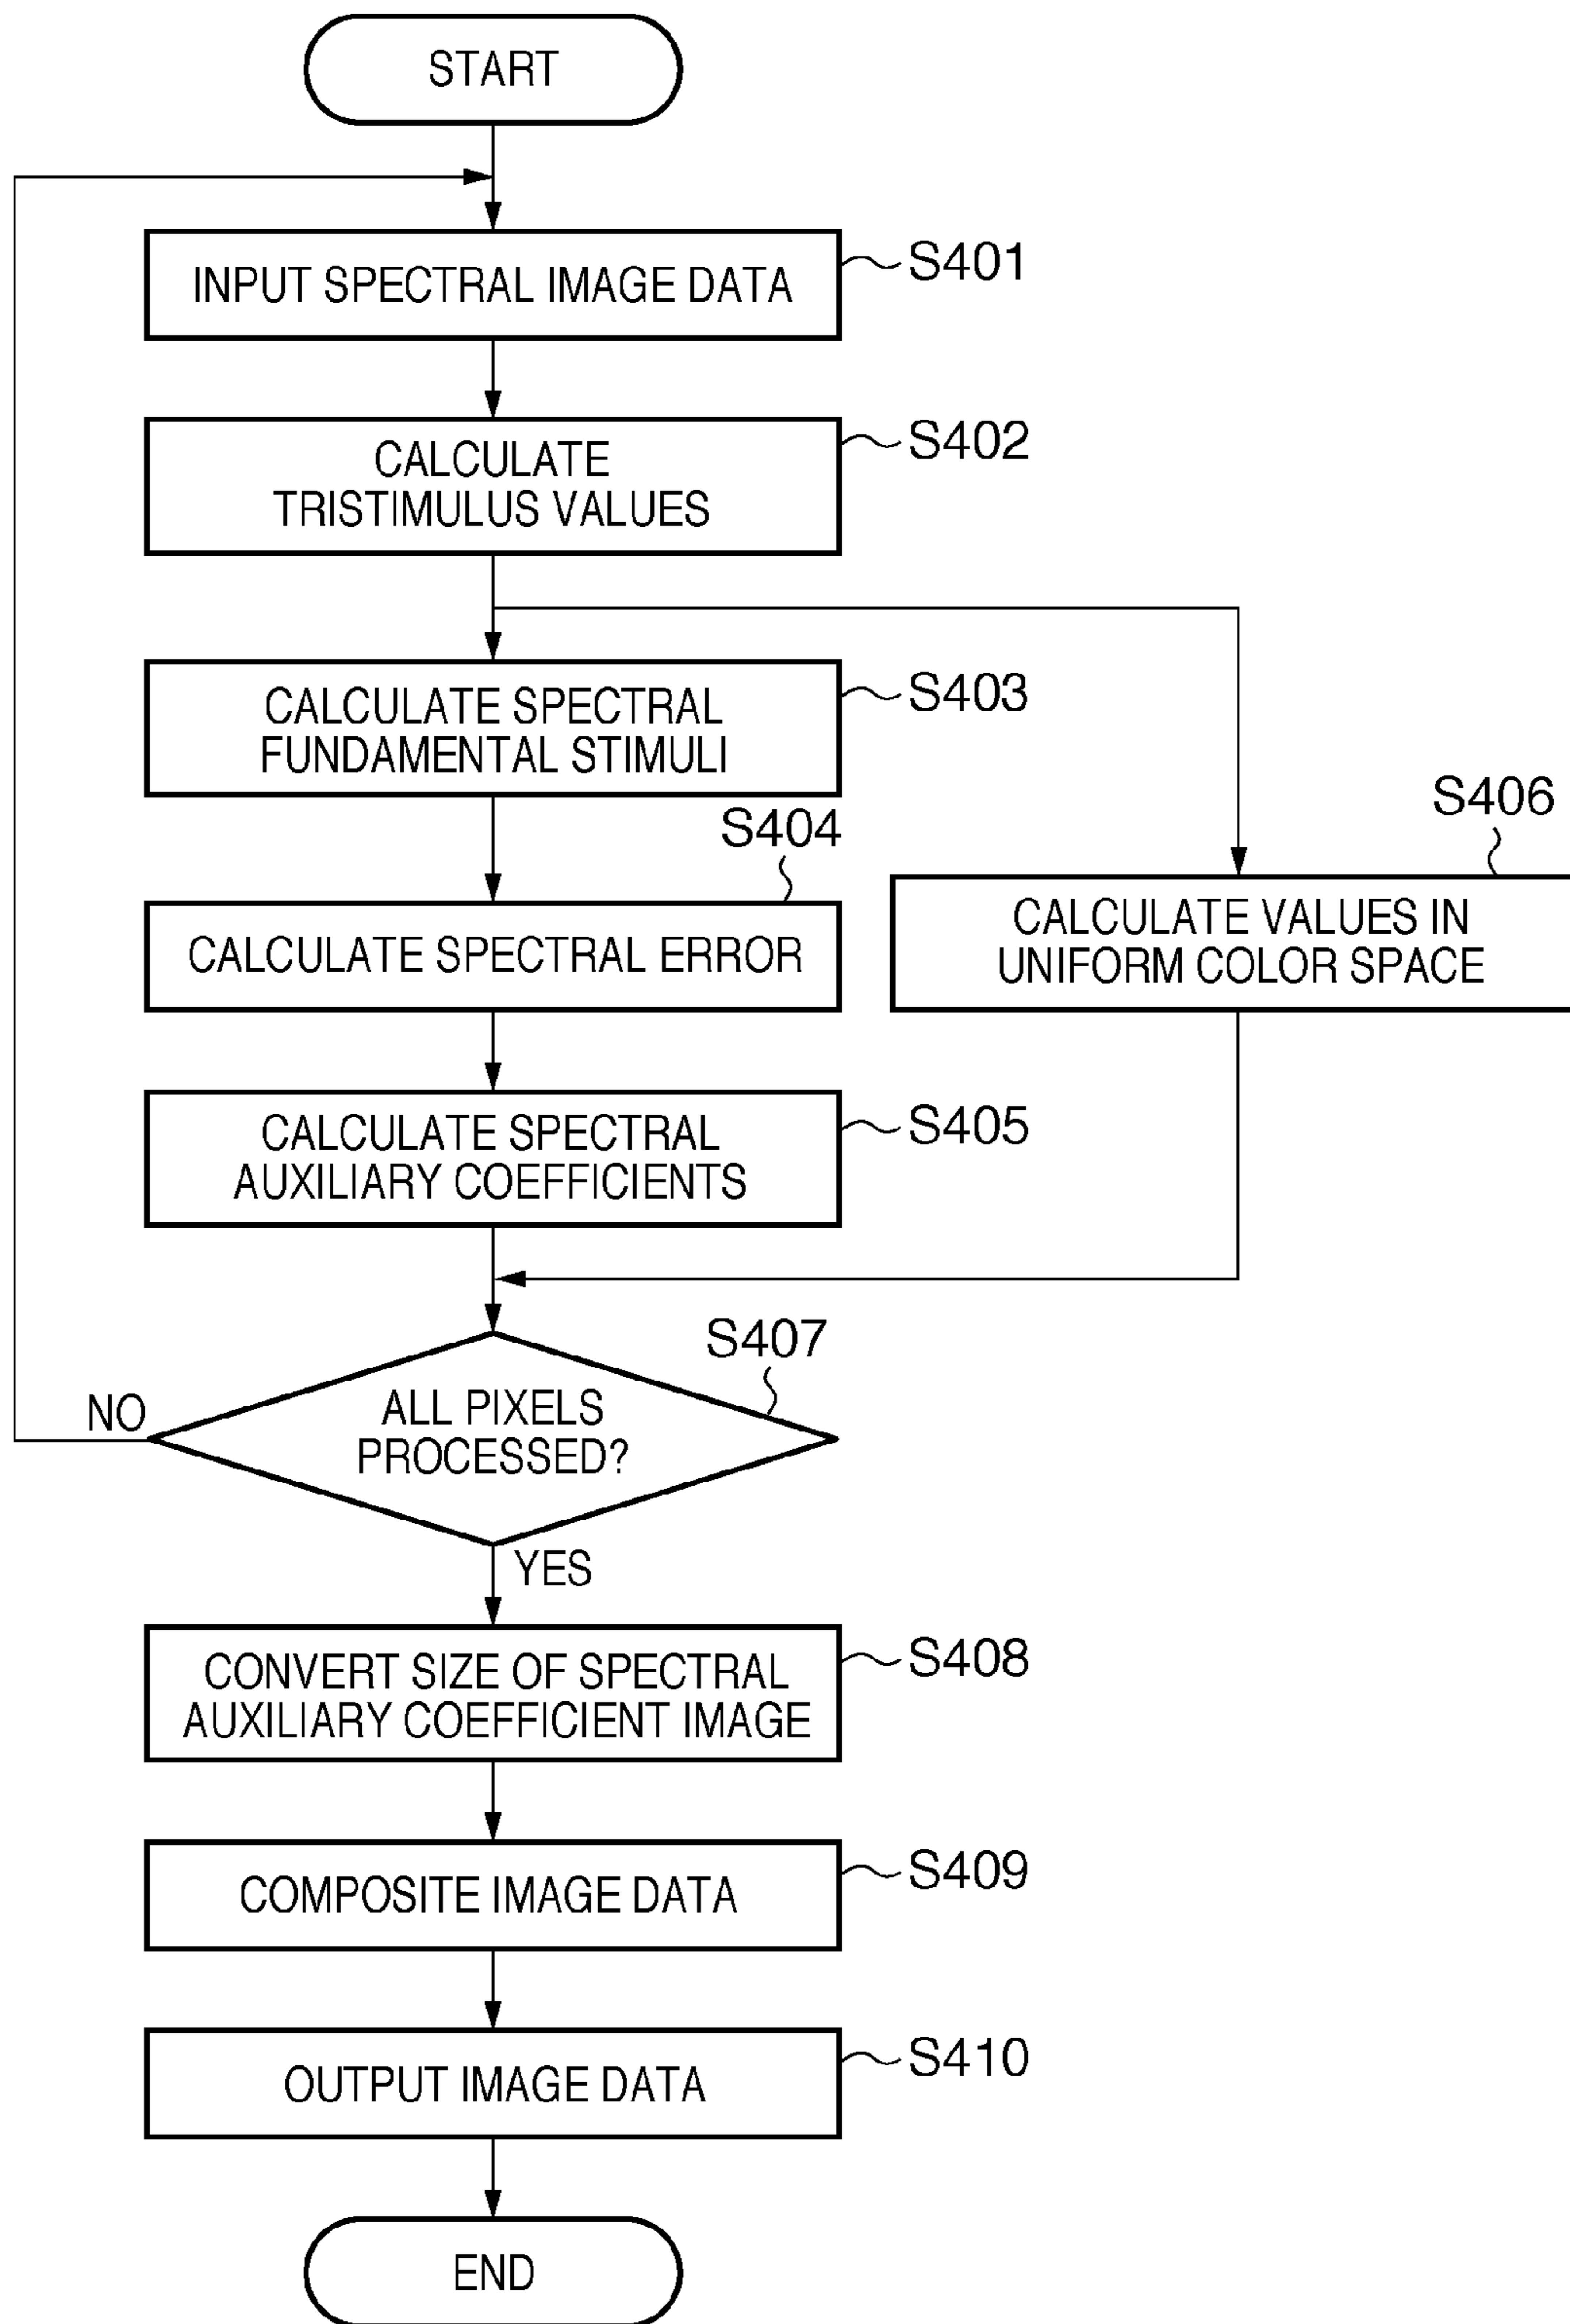 START
INPUT SPECTRAL IMAGE DATA
S401
CALCULATE
TRISTIMULUS VALUES
S402
CALCULATE SPECTRAL
FUNDAMENTAL STIMULI
S403
S404
CALCULATE SPECTRAL ERROR
S406
CALCULATE VALUES IN
UNIFORM COLOR SPACE
CALCULATE SPECTRAL
AUXILIARY COEFFICIENTS
S405
S407
NO
ALL PIXELS
PROCESSED?
YES
CONVERT SIZE OF SPECTRAL
AUXILIARY COEFFICIENT IMAGE
S408
COMPOSITE IMAGE DATA
S409
OUTPUT IMAGE DATA
S410
END